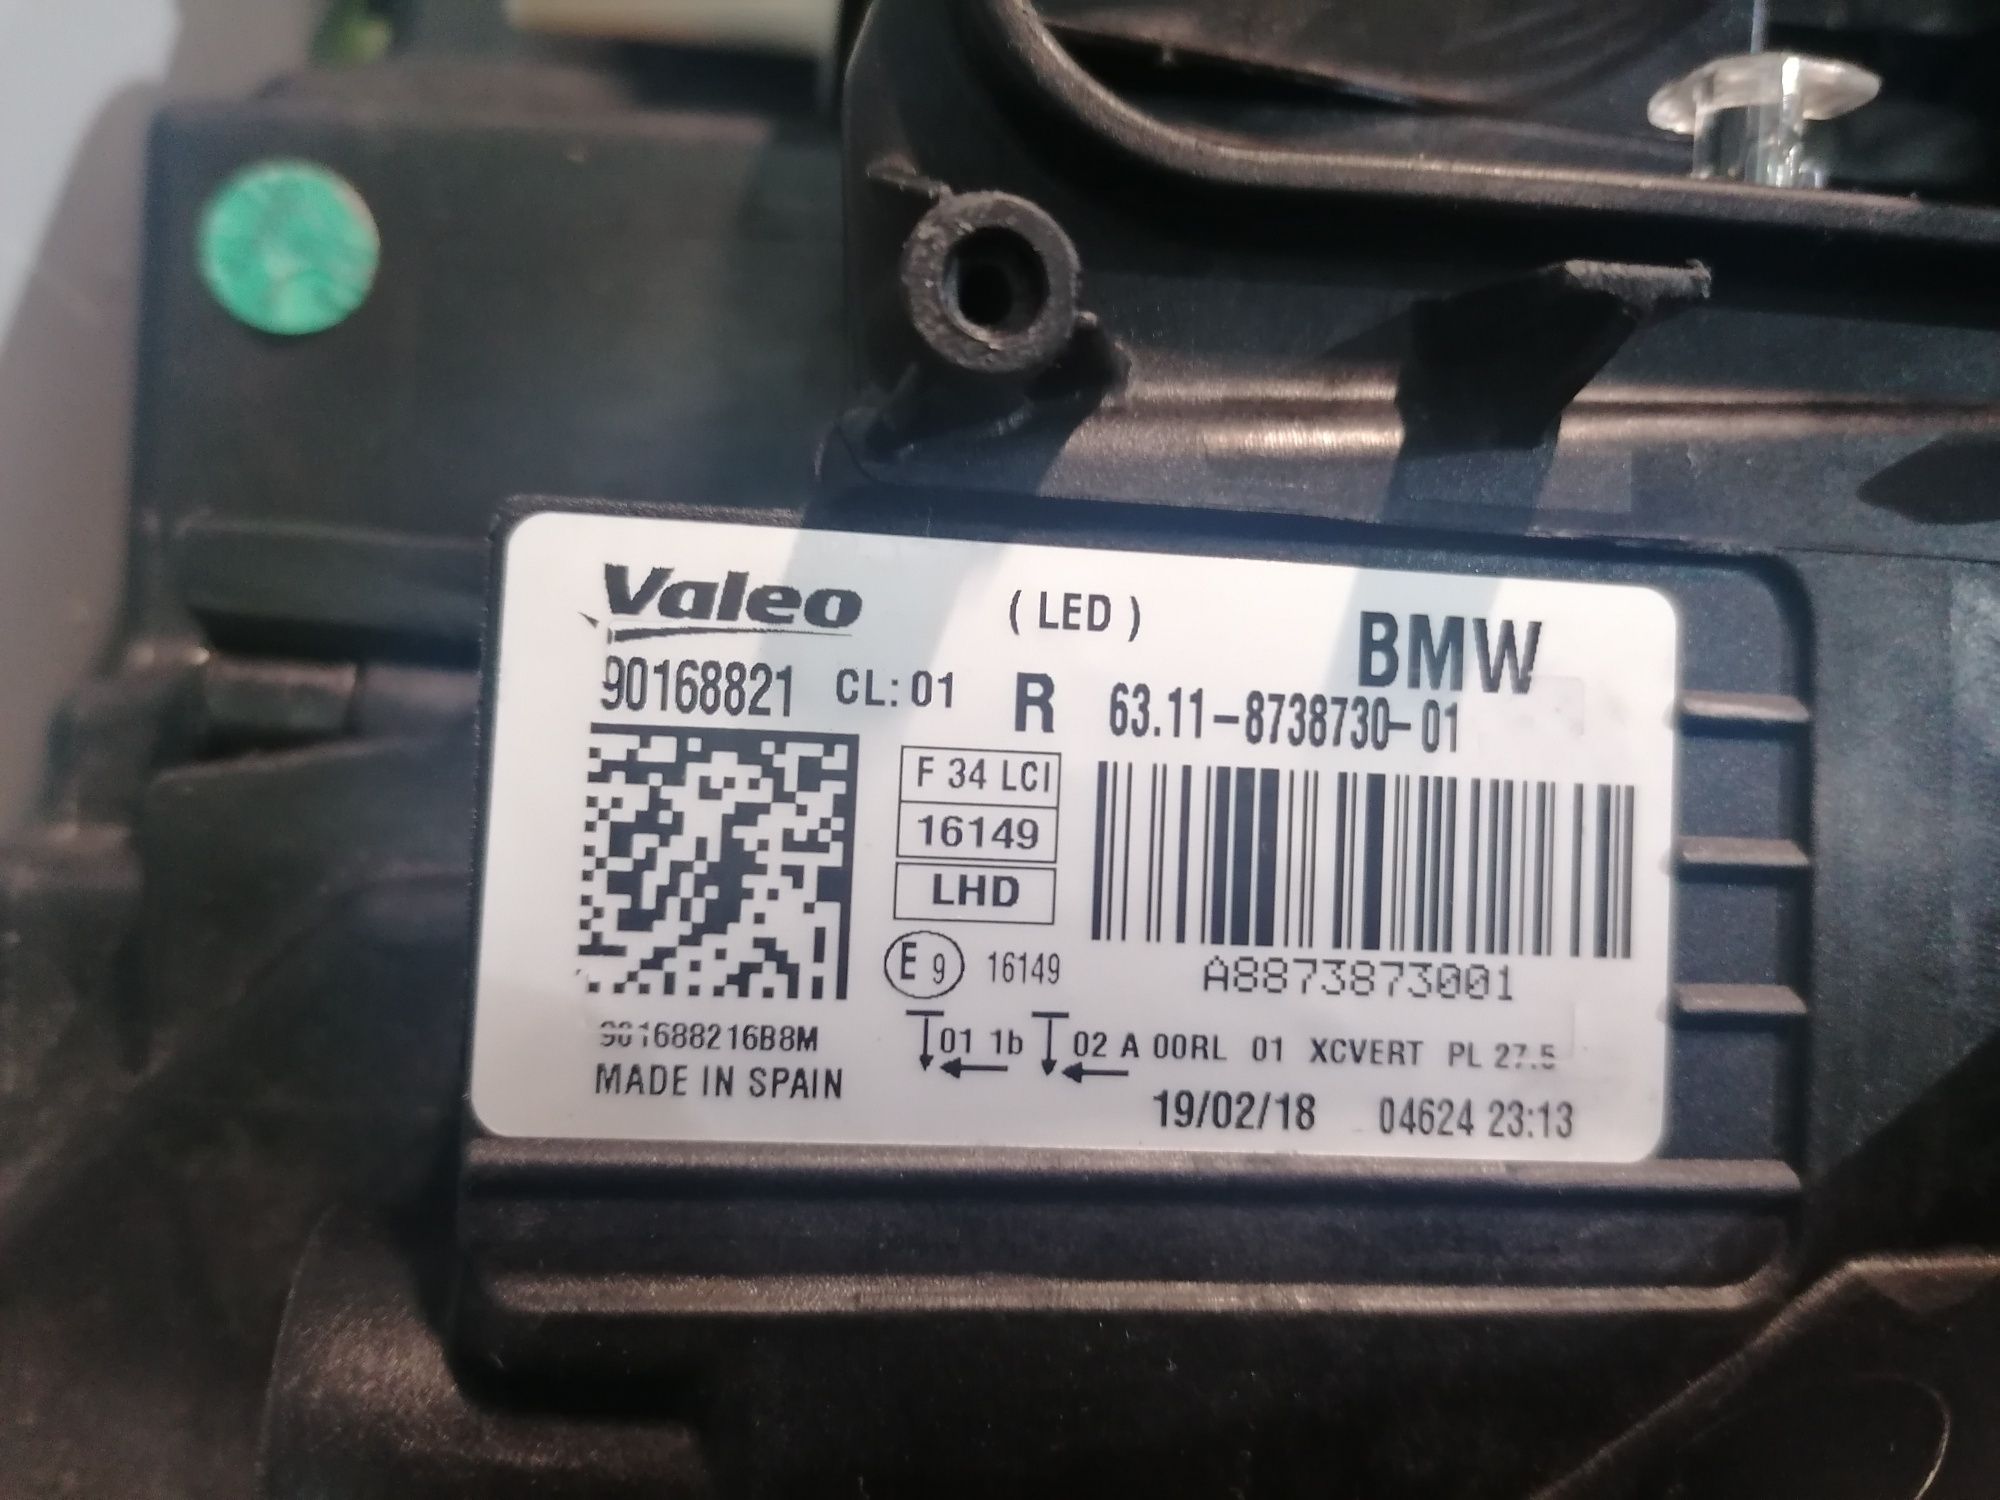 Valeo (LED) BMW
90168821 CL:01 R 63.11-8738730-01
F 34 LCI
16149
LHD
E 9 16149
A8873873001
901688216B8M
01 1b 02 A 00RL 01 XCVERT PL 27.5
MADE IN SPAIN
19/02/18 04624 23:13